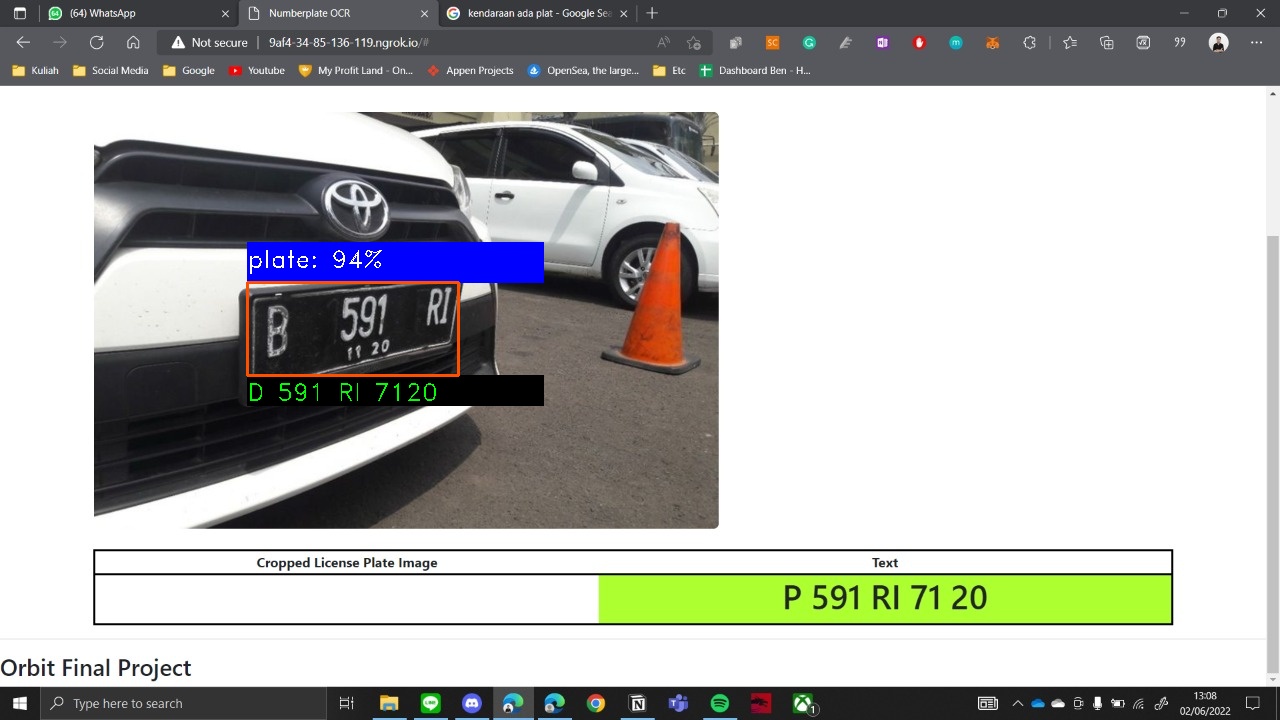 (64) WhatsApp
Numberplate OCR
kendaraan ada plat - Google Sea
Not secure | 9af4-34-85-136-119.ngrok.io/#
Kuliah
Social Media
Google
Youtube
My Profit Land - On...
Appen Projects
OpenSea, the large...
Etc
Dashboard Ben - H...
plate: 94%
B 591 RI
11 20
D 591 RI 7120
Cropped License Plate Image
Text
P 591 RI 71 20
Orbit Final Project
Type here to search
13:08
02/06/2022